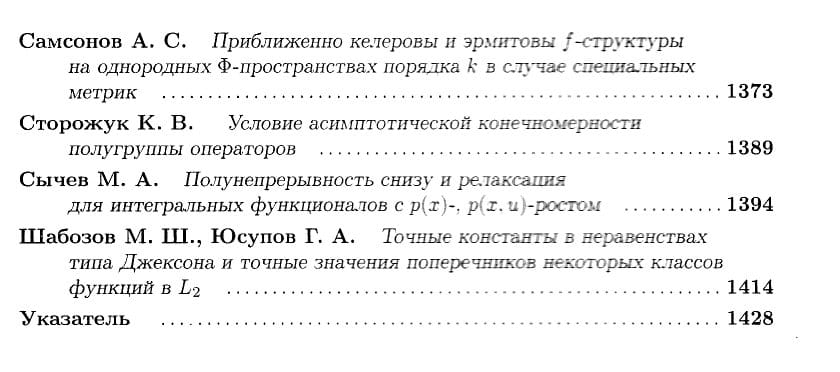 Самсонов А. С. Приближенно келеровы и эрмитовы f-структуры
на однородных Φ-пространствах порядка k в случае специальных
метрик ........................................................ 1373
Сторожук К. В. Условие асимптотической конечномерности
полугруппы операторов ........................................ 1389
Сычев М. А. Полунепрерывность снизу и релаксация
для интегральных функционалов с p(x)-, p(x, u)-ростом .......... 1394
Шабозов М. Ш., Юсупов Г. А. Точные константы в неравенствах
типа Джексона и точные значения поперечников некоторых классов
функций в L₂ ................................................. 1414
Указатель ........................................................ 1428